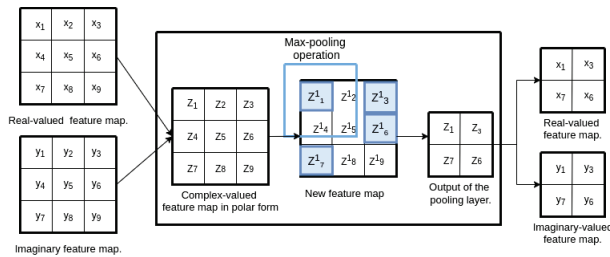 x1 x2 x3
x4 x5 x6
x7 x8 x9
Real-valued feature map.
y1 y2 y3
y4 y5 y6
y7 y8 y9
Imaginary feature map.
Z1 Z2 Z3
Z4 Z5 Z6
Z7 Z8 Z9
Complex-valued
feature map in polar form
Max-pooling
operation
Z¹1 Z¹2 Z¹3
Z¹4 Z¹5 Z¹6
Z¹7 Z¹8 Z¹9
New feature map
Z1 Z3
Z7 Z6
Output of the
pooling layer.
x1 x3
x7 x6
Real-valued
feature map.
y1 y3
y7 y6
Imaginary-valued
feature map.